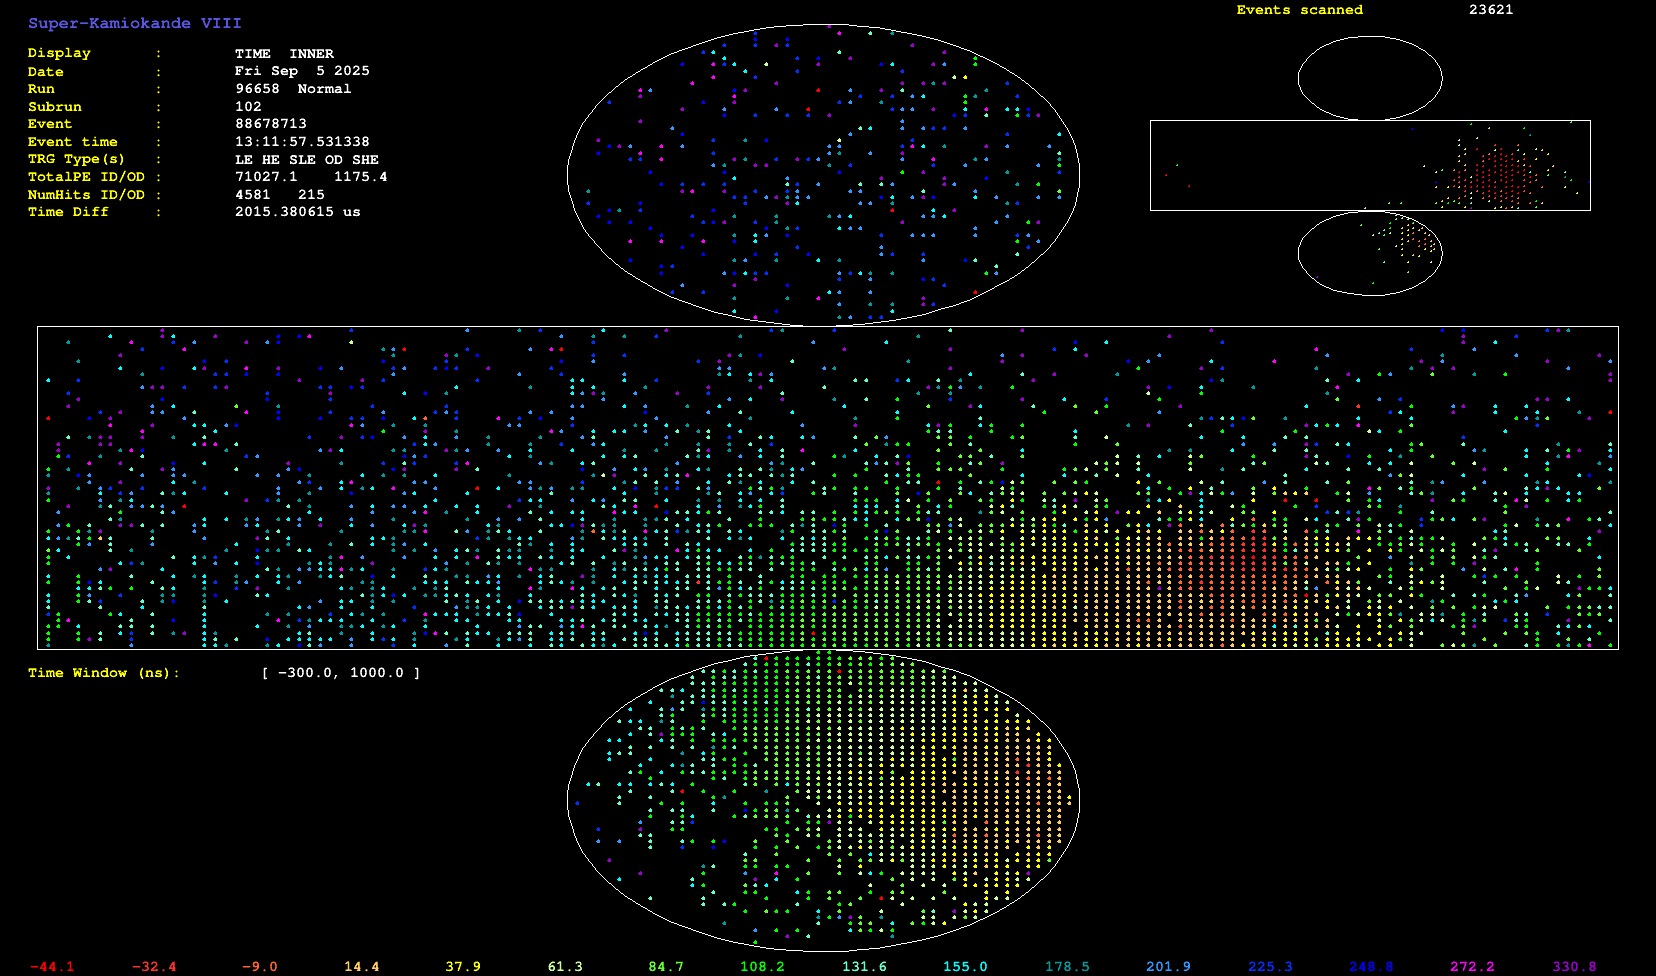 Super-Kamiokande VIII
Events scanned 23621
Display : TIME INNER
Date : Fri Sep 5 2025
Run : 96658 Normal
Subrun : 102
Event : 88678713
Event time : 13:11:57.531338
TRG Type(s) : LE HE SLE OD SHE
TotalPE ID/OD : 71027.1 1175.4
NumHits ID/OD : 4581 215
Time Diff : 2015.380615 us
Time Window (ns): [ -300.0, 1000.0 ]
-44.1 -32.4 -9.0 14.4 37.9 61.3 84.7 108.2 131.6 155.0 178.5 201.9 225.3 248.8 272.2 330.8